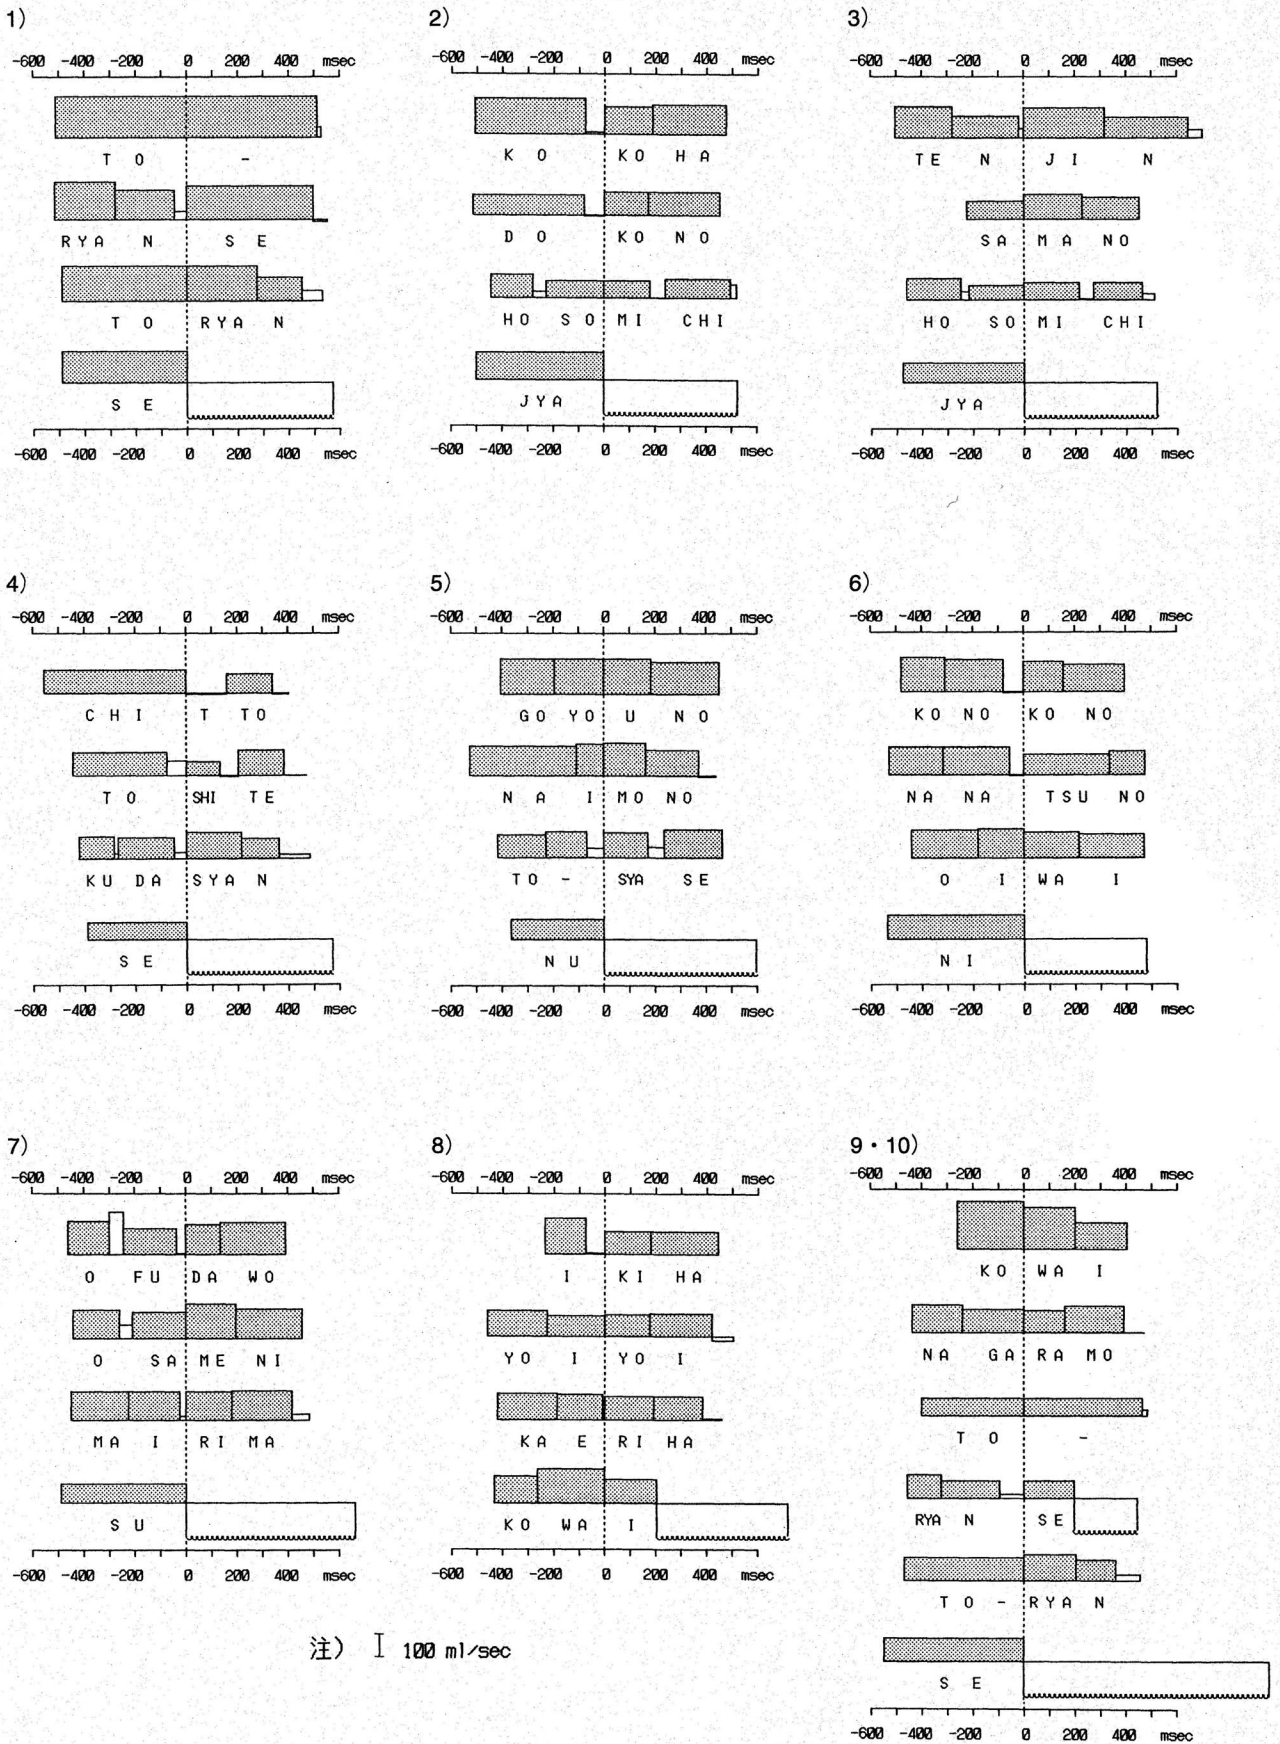 1)
-600 -400 -200 0 200 400 msec
T O -
RYA N S E
T O RYA N
S E
-600 -400 -200 0 200 400 msec
2)
-600 -400 -200 0 200 400 msec
K O KO HA
D O KO NO
HO SO MI CHI
JYA
-600 -400 -200 0 200 400 msec
3)
-600 -400 -200 0 200 400 msec
TE N J I N
SA MA NO
HO SO MI CHI
JYA
-600 -400 -200 0 200 400 msec
4)
-600 -400 -200 0 200 400 msec
C H I T TO
T O SHI TE
KU DA SYA N
S E
-600 -400 -200 0 200 400 msec
5)
-600 -400 -200 0 200 400 msec
GO YO U NO
N A I MO NO
TO - SYA SE
N U
-600 -400 -200 0 200 400 msec
6)
-600 -400 -200 0 200 400 msec
KO NO KO NO
NA NA TSU NO
O I WA I
N I
-600 -400 -200 0 200 400 msec
7)
-600 -400 -200 0 200 400 msec
O FU DA WO
O SA ME NI
MA I RI MA
S U
-600 -400 -200 0 200 400 msec
8)
-600 -400 -200 0 200 400 msec
I KI HA
YO I YO I
KA E RI HA
KO WA I
-600 -400 -200 0 200 400 msec
9・10)
-600 -400 -200 0 200 400 msec
KO WA I
NA GA RA MO
T O -
RYA N SE
T O - RYA N
S E
-600 -400 -200 0 200 400 msec
注) I 100 ml/sec